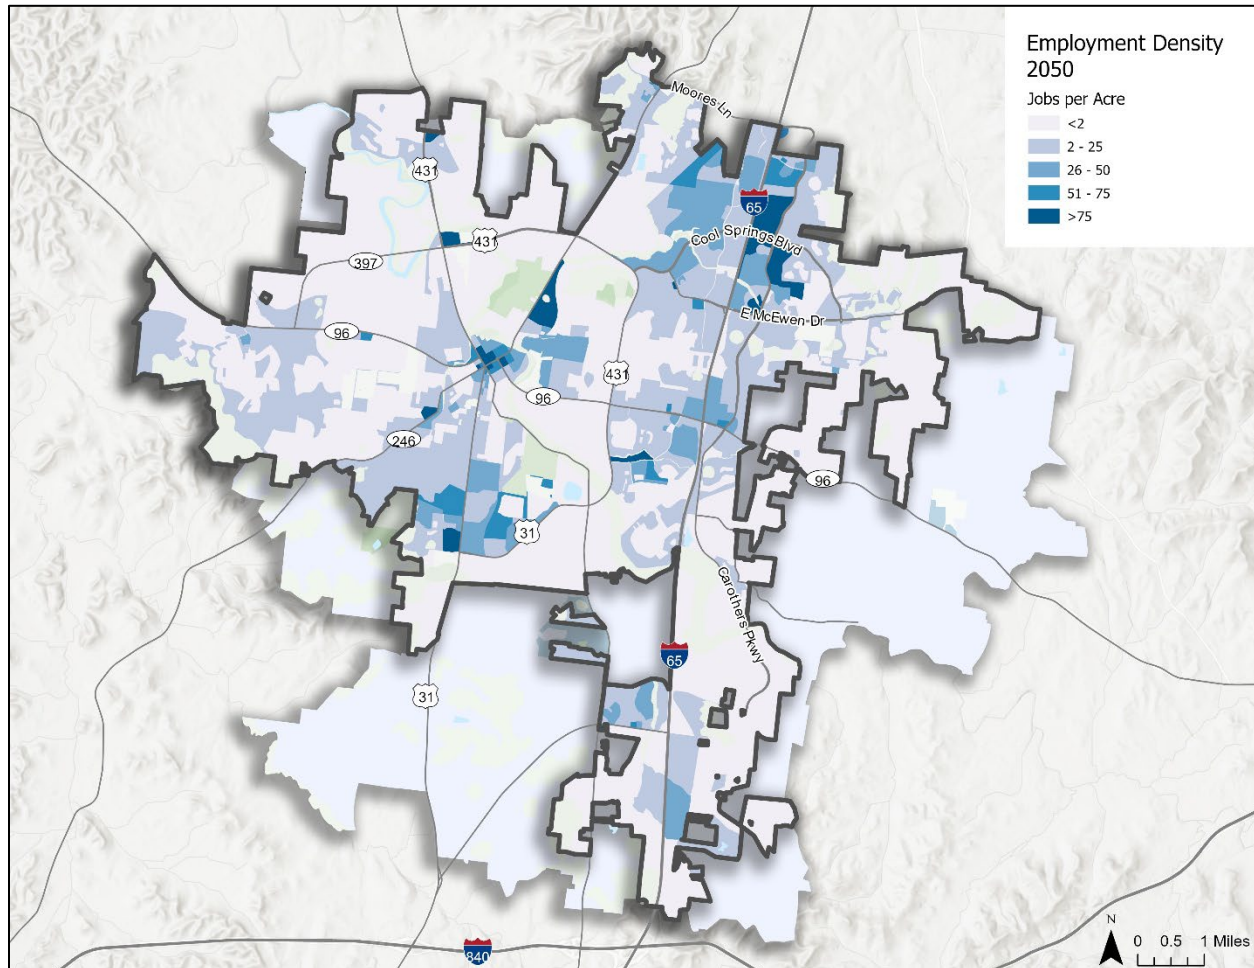 Employment Density
2050
Jobs per Acre
<2
2 - 25
26 - 50
51 - 75
>75
Moores Ln
431
65
Cool Springs Blvd
431
397
E McEwen Dr
96
431
96
246
96
31
Carothers Pkwy
65
31
840
N
0 0.5 1 Miles